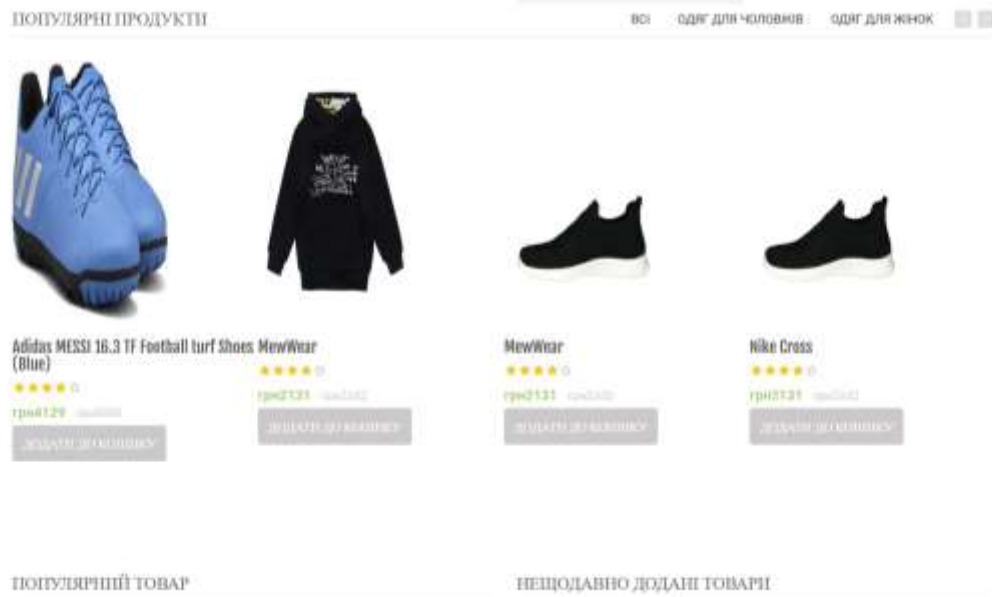 ПОПУЛЯРНІ ПРОДУКТИ
ВСІ ОДЯГ ДЛЯ ЧОЛОВІКІВ ОДЯГ ДЛЯ ЖІНОК
Adidas MESSI 16.3 TF Football turf Shoes (Blue)
грн4129
ДОДАТИ ДО КОШИКУ
MewWear
грн2131
ДОДАТИ ДО КОШИКУ
MewWear
грн2131
ДОДАТИ ДО КОШИКУ
Nike Cross
грн3131
ДОДАТИ ДО КОШИКУ
ПОПУЛЯРНИЙ ТОВАР
НЕЩОДАВНО ДОДАНІ ТОВАРИ